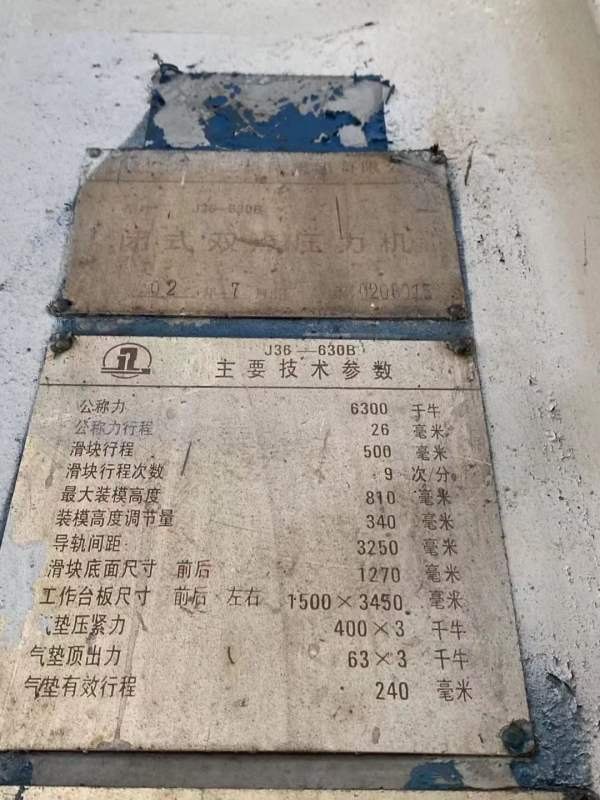 J36-630B
闭式双点压力机
02年7月
J36—630B
主要技术参数
公称力 6300 千牛
公称力行程 26 毫米
滑块行程 500 毫米
滑块行程次数 9 次/分
最大装模高度 810 毫米
装模高度调节量 340 毫米
导轨间距 3250 毫米
滑块底面尺寸 前后 1270 毫米
工作台板尺寸 前后 左右 1500×3450 毫米
气垫压紧力 400×3 千牛
气垫顶出力 63×3 千牛
气垫有效行程 240 毫米